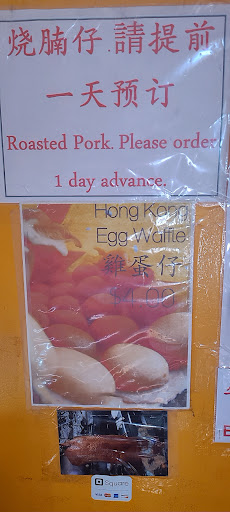 烧腩仔.請提前
一天预订
Roasted Pork. Please order
1 day advance.
Hong Kong
Egg Waffle
雞蛋仔
Square